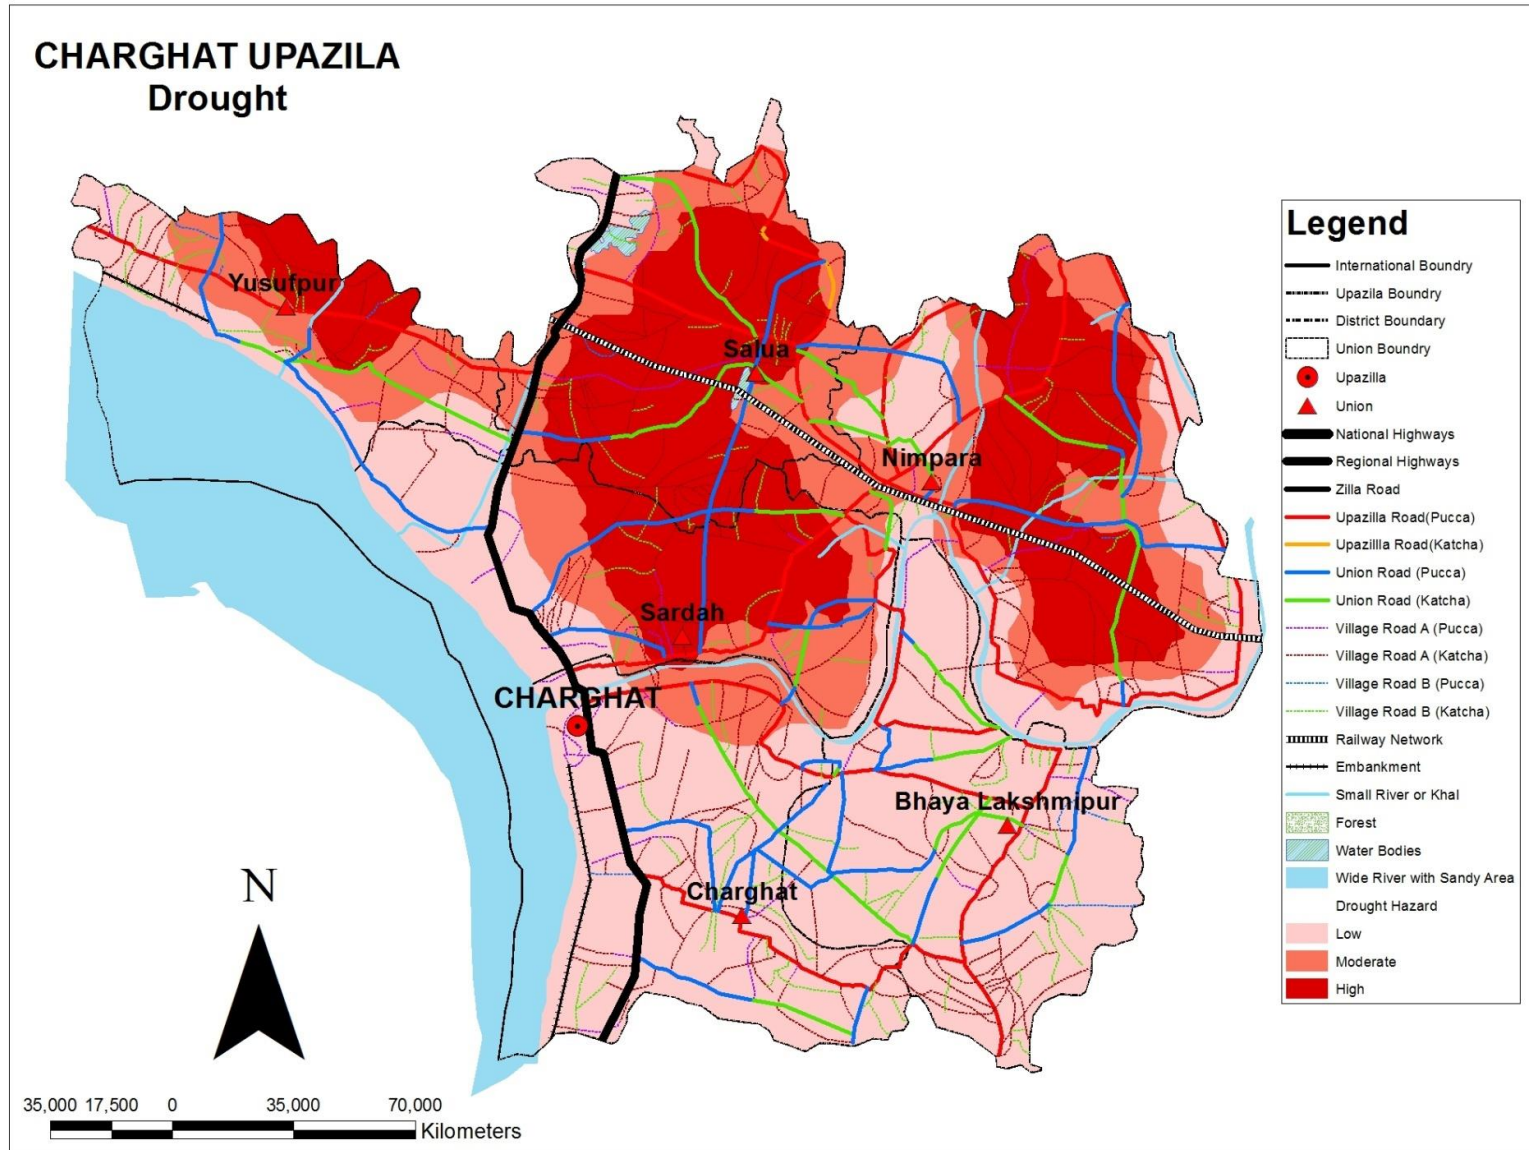 CHARGHAT UPAZILA
Drought
Yusufpur
Salua
Nimpara
Sardah
CHARGHAT
Bhaya Lakshmipur
Charghat
N
35,000 17,500 0 35,000 70,000
Kilometers
Legend
International Boundry
Upazila Boundry
District Boundary
Union Boundry
Upazilla
Union
National Highways
Regional Highways
Zilla Road
Upazilla Road(Pucca)
Upazillla Road(Katcha)
Union Road (Pucca)
Union Road (Katcha)
Village Road A (Pucca)
Village Road A (Katcha)
Village Road B (Pucca)
Village Road B (Katcha)
Railway Network
Embankment
Small River or Khal
Forest
Water Bodies
Wide River with Sandy Area
Drought Hazard
Low
Moderate
High